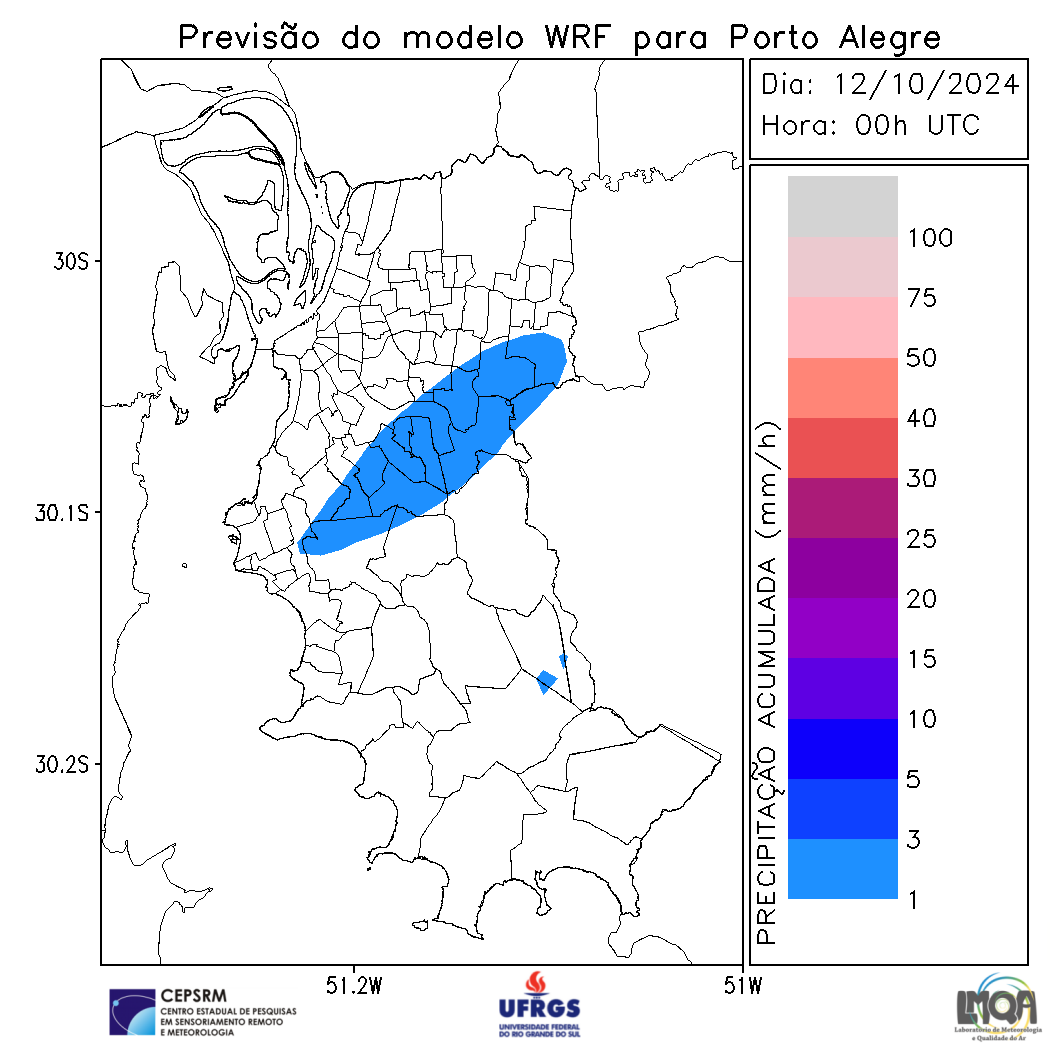 Previsão do modelo WRF para Porto Alegre
Dia: 12/10/2024
Hora: 00h UTC
30S
30.1S
30.2S
51.2W
51W
PRECIPITAÇÃO ACUMULADA (mm/h)
100
75
50
40
30
25
20
15
10
5
3
1
CEPSRM
CENTRO ESTADUAL DE PESQUISAS
EM SENSORIAMENTO REMOTO
E METEOROLOGIA
UFRGS
UNIVERSIDADE FEDERAL
DO RIO GRANDE DO SUL
LMQA
Laboratório de Meteorologia
e Qualidade do Ar